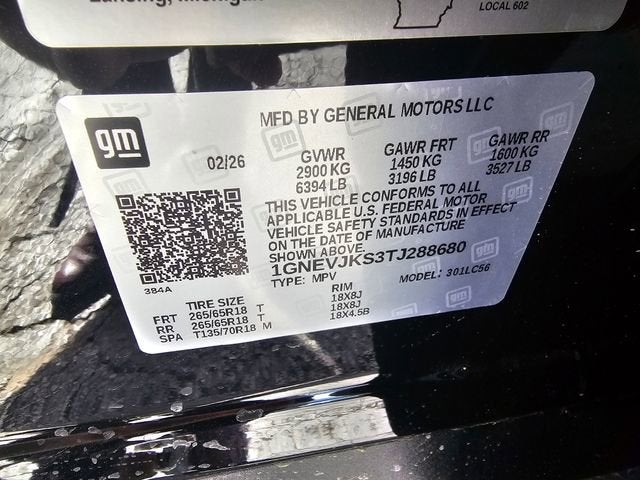 Lansing, Michigan
LOCAL 602
MFD BY GENERAL MOTORS LLC
gm
02/26
GVWR
2900 KG
6394 LB
GAWR FRT
1450 KG
3196 LB
GAWR RR
1600 KG
3527 LB
THIS VEHICLE CONFORMS TO ALL
APPLICABLE U.S. FEDERAL MOTOR
VEHICLE SAFETY STANDARDS IN EFFECT
ON THE DATE OF MANUFACTURE
SHOWN ABOVE.
1GNEVJKS3TJ288680
TYPE: MPV
MODEL: 301LC56
384A
TIRE SIZE
RIM
FRT 265/65R18 T 18X8J
RR 265/65R18 T 18X8J
SPA T135/70R18 M 18X4.5B